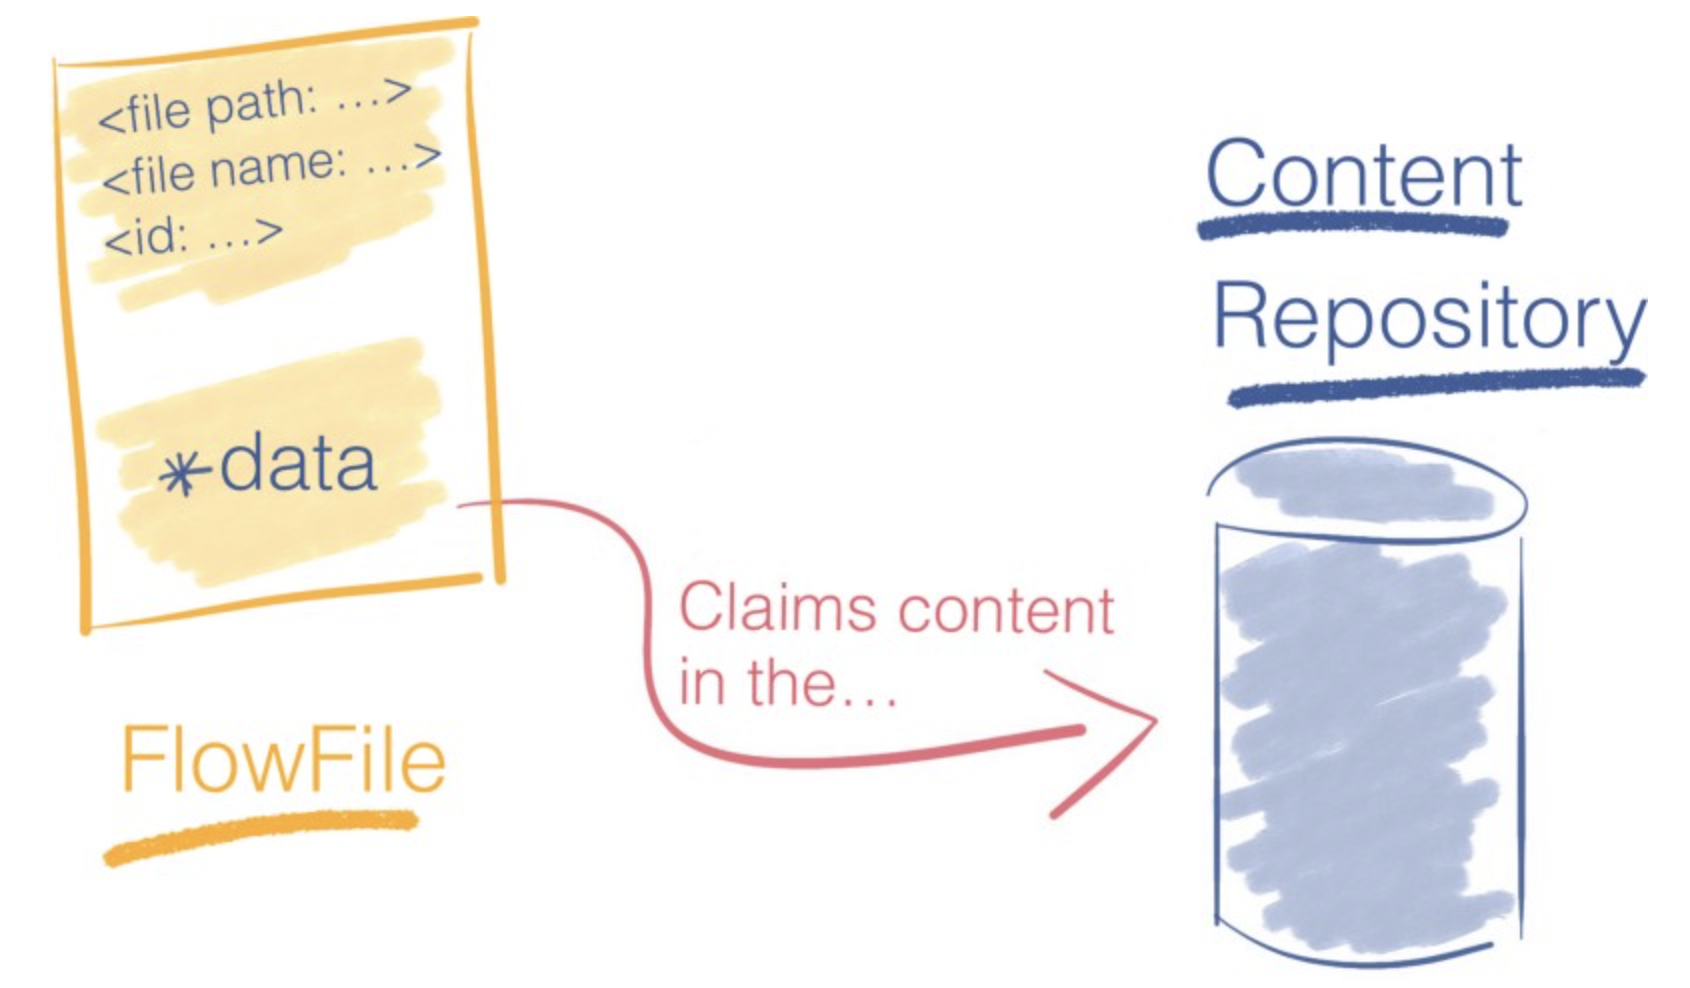 <file path: ...>
<file name: ...>
<id: ...>
*data
FlowFile
Claims content
in the...
Content
Repository